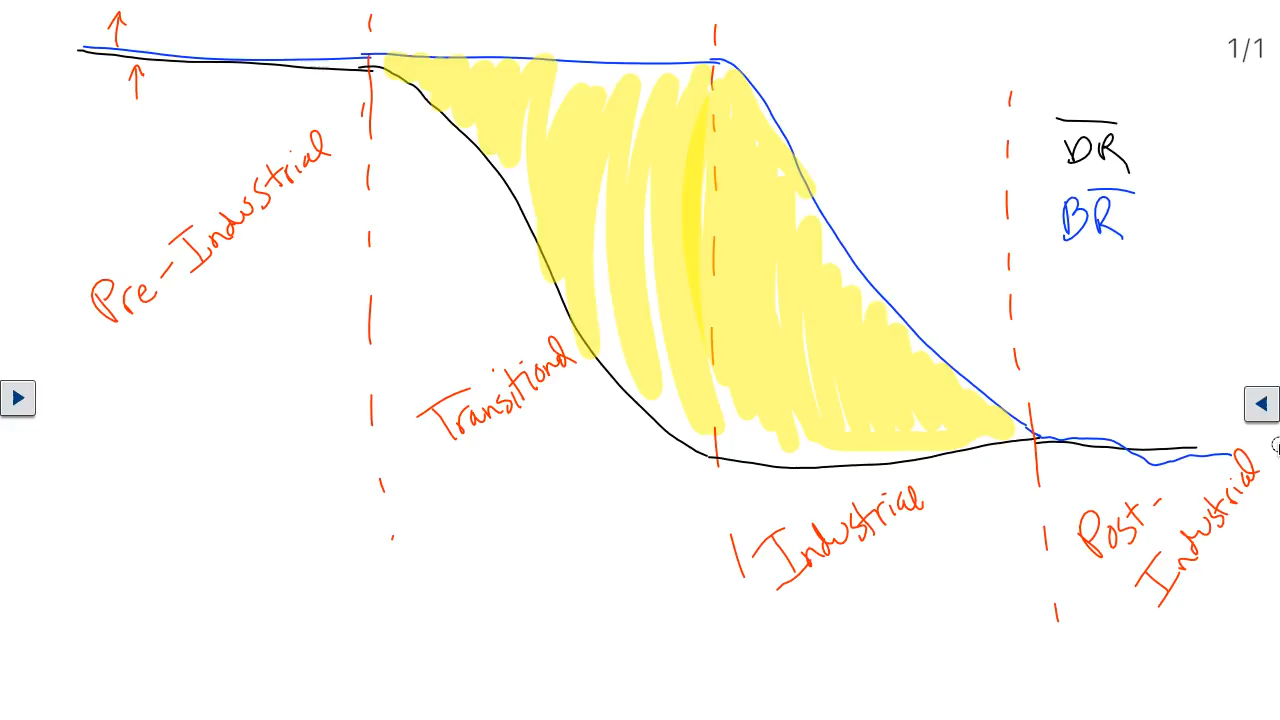 1/1
DR
BR
Pre-Industrial
Transitional
Industrial
Post-
Industrial